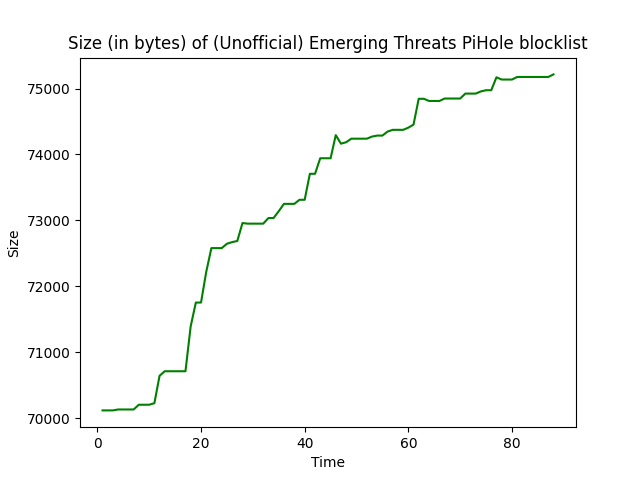 Size (in bytes) of (Unofficial) Emerging Threats PiHole blocklist
75000
74000
73000
72000
71000
70000
Size
0 20 40 60 80
Time